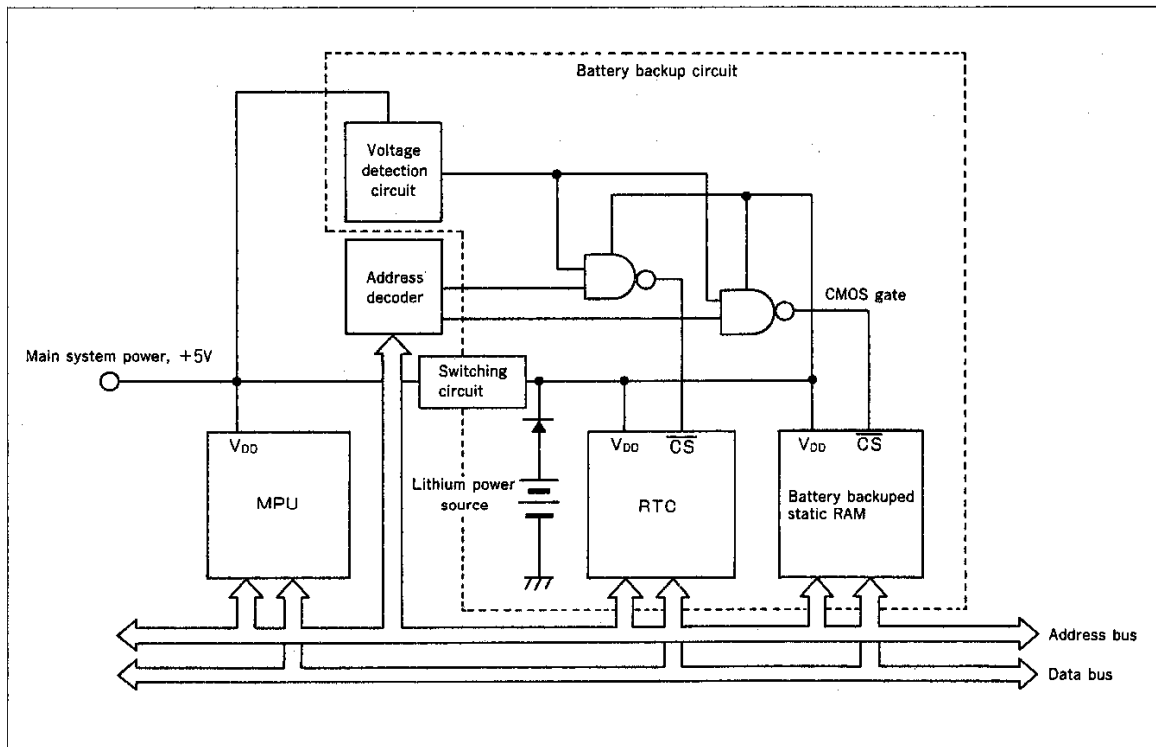 Battery backup circuit
Voltage
detection
circuit
Address
decoder
CMOS gate
Main system power, +5V
Switching
circuit
VDD
MPU
Lithium power
source
VDD
CS
RTC
VDD
CS
Battery backuped
static RAM
Address bus
Data bus